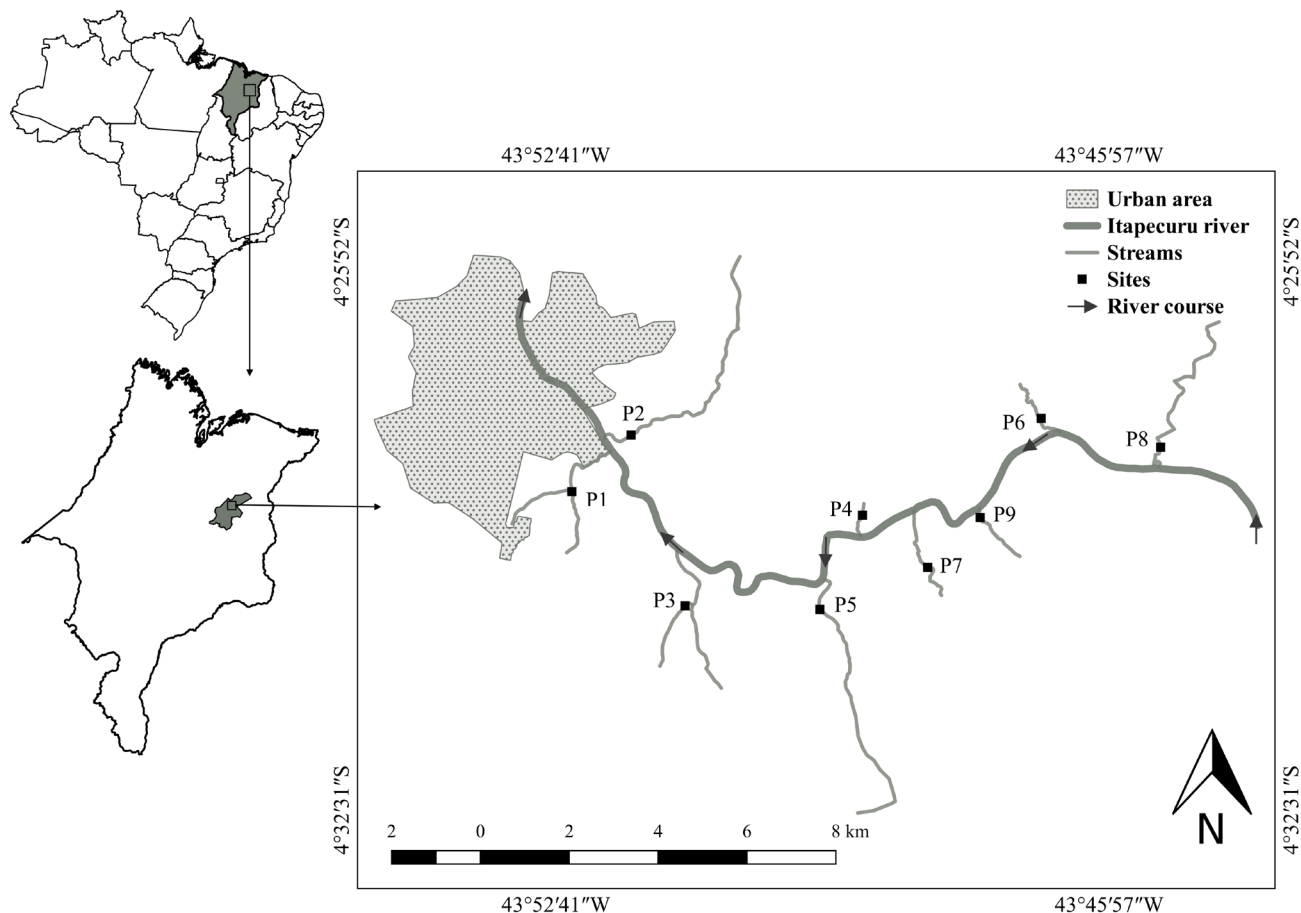 43°52′41″W
43°45′57″W
4°25′52″S
4°25′52″S
Urban area
Itapecuru river
Streams
Sites
River course
P2
P6
P8
P1
P4
P9
P7
P3
P5
4°32′31″S
4°32′31″S
2 0 2 4 6 8 km
N
43°52′41″W
43°45′57″W